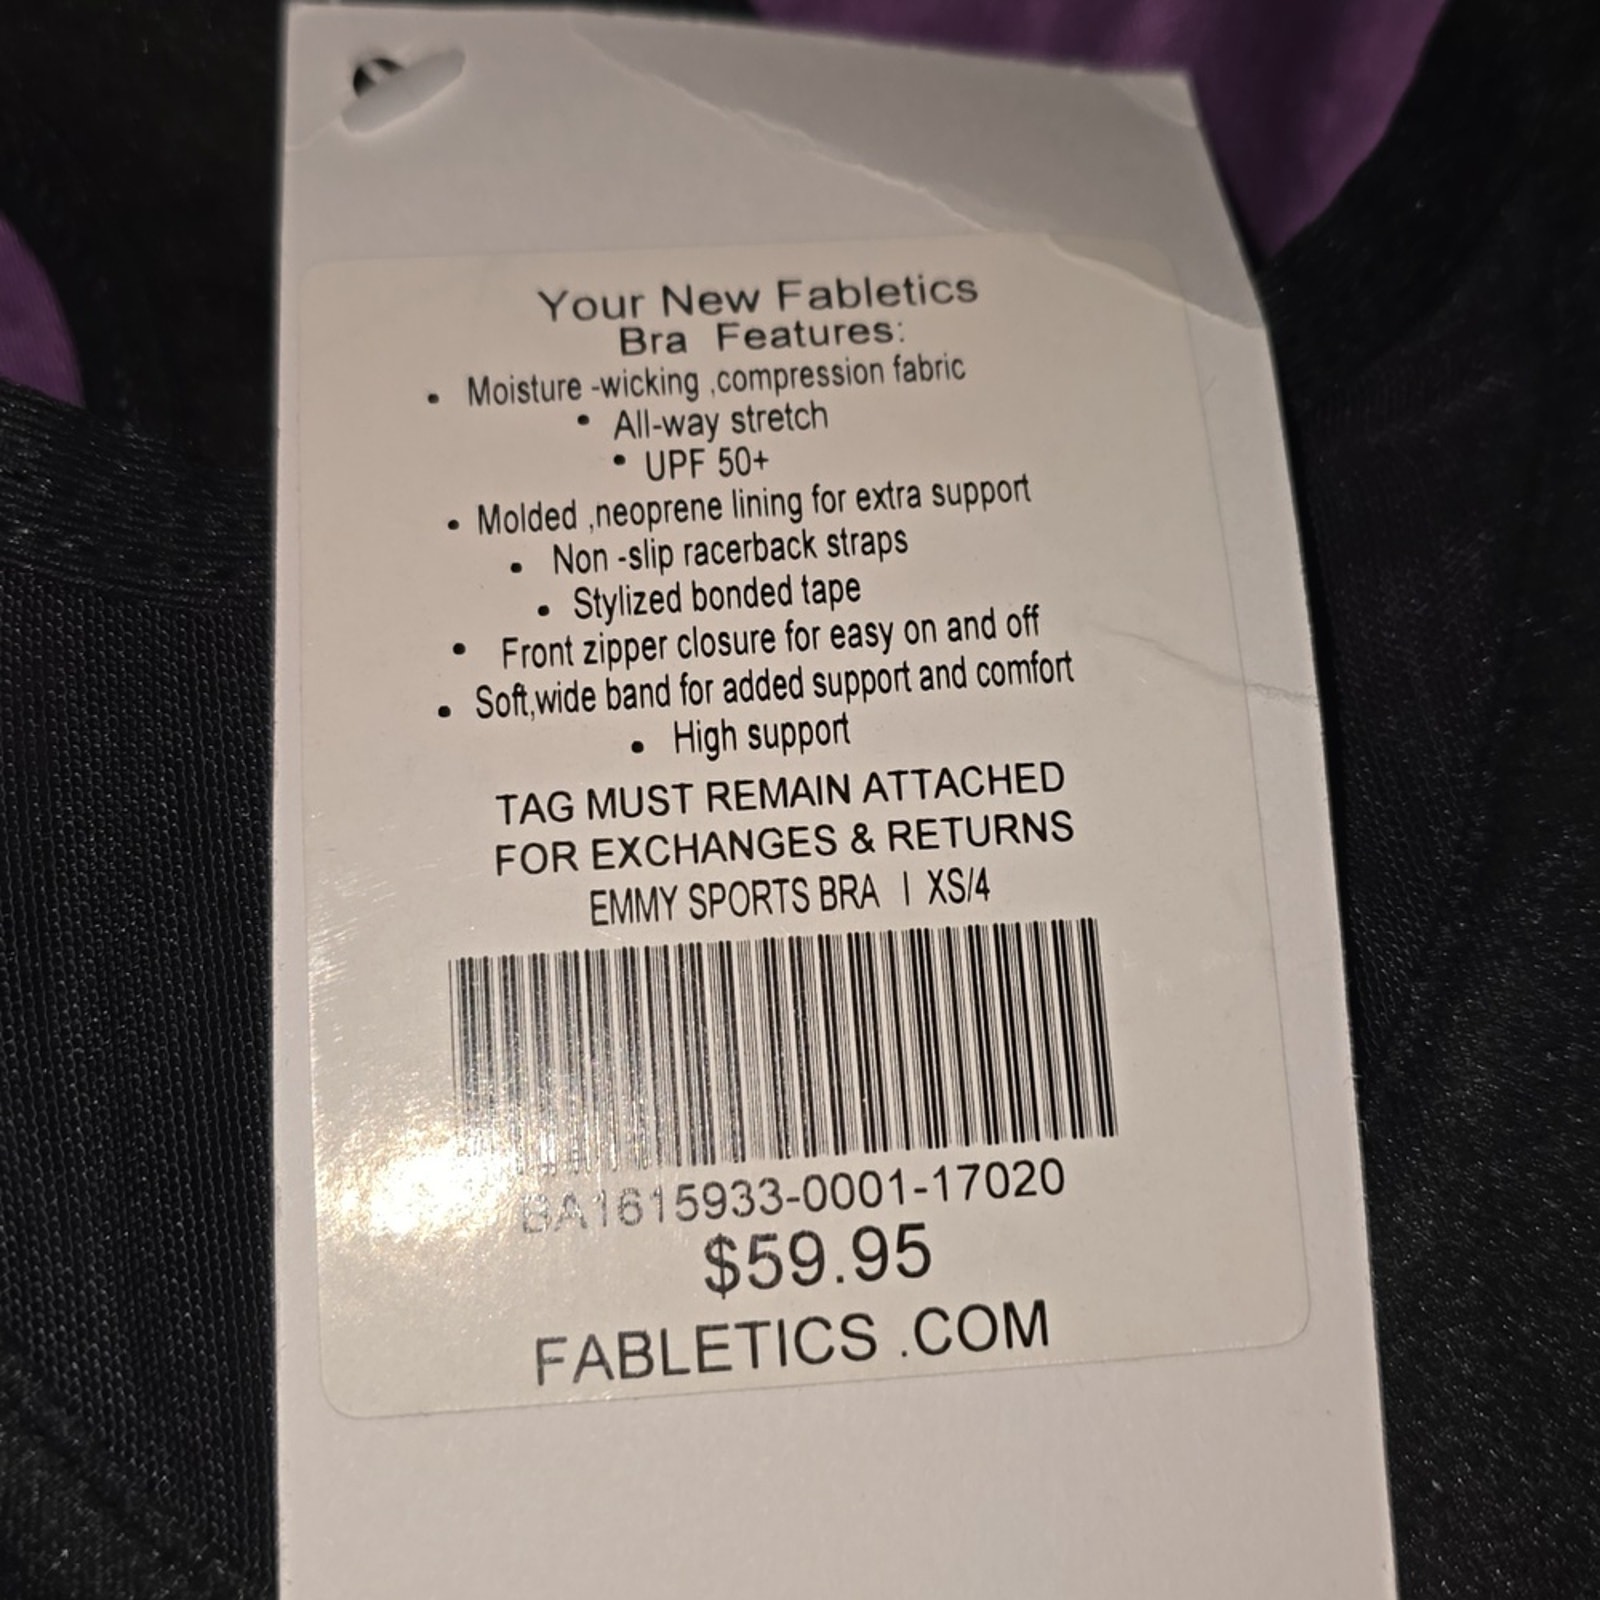 Your New Fabletics
Bra Features:
• Moisture -wicking ,compression fabric
• All-way stretch
• UPF 50+
• Molded ,neoprene lining for extra support
• Non -slip racerback straps
• Stylized bonded tape
• Front zipper closure for easy on and off
• Soft,wide band for added support and comfort
• High support
TAG MUST REMAIN ATTACHED
FOR EXCHANGES & RETURNS
EMMY SPORTS BRA | XS/4
BA1615933-0001-17020
$59.95
FABLETICS .COM